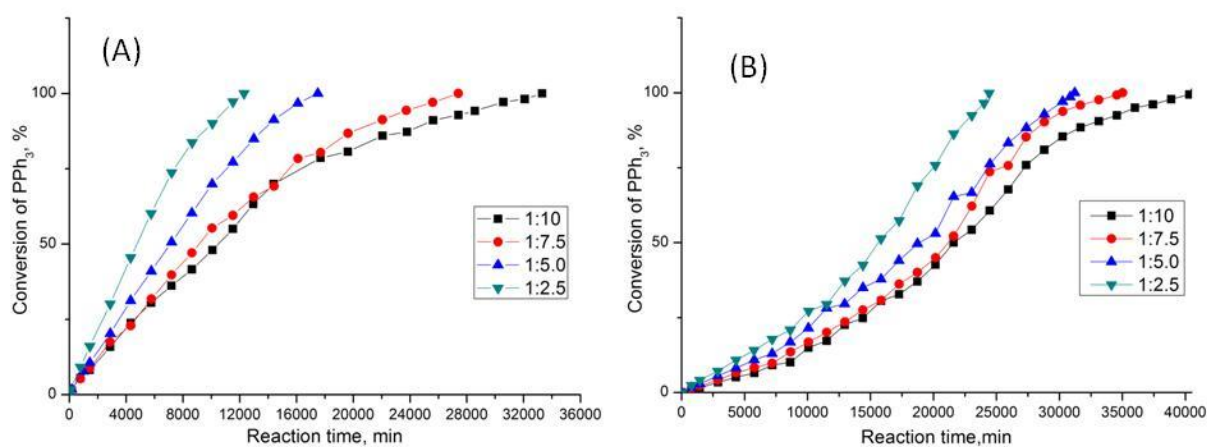 (A)
Conversion of PPh₃, %
100
50
0
0 4000 8000 12000 16000 20000 24000 28000 32000 36000
Reaction time, min
1:10
1:7.5
1:5.0
1:2.5
(B)
Conversion of PPh₃, %
100
50
0
0 5000 10000 15000 20000 25000 30000 35000 40000
Reaction time,min
1:10
1:7.5
1:5.0
1:2.5